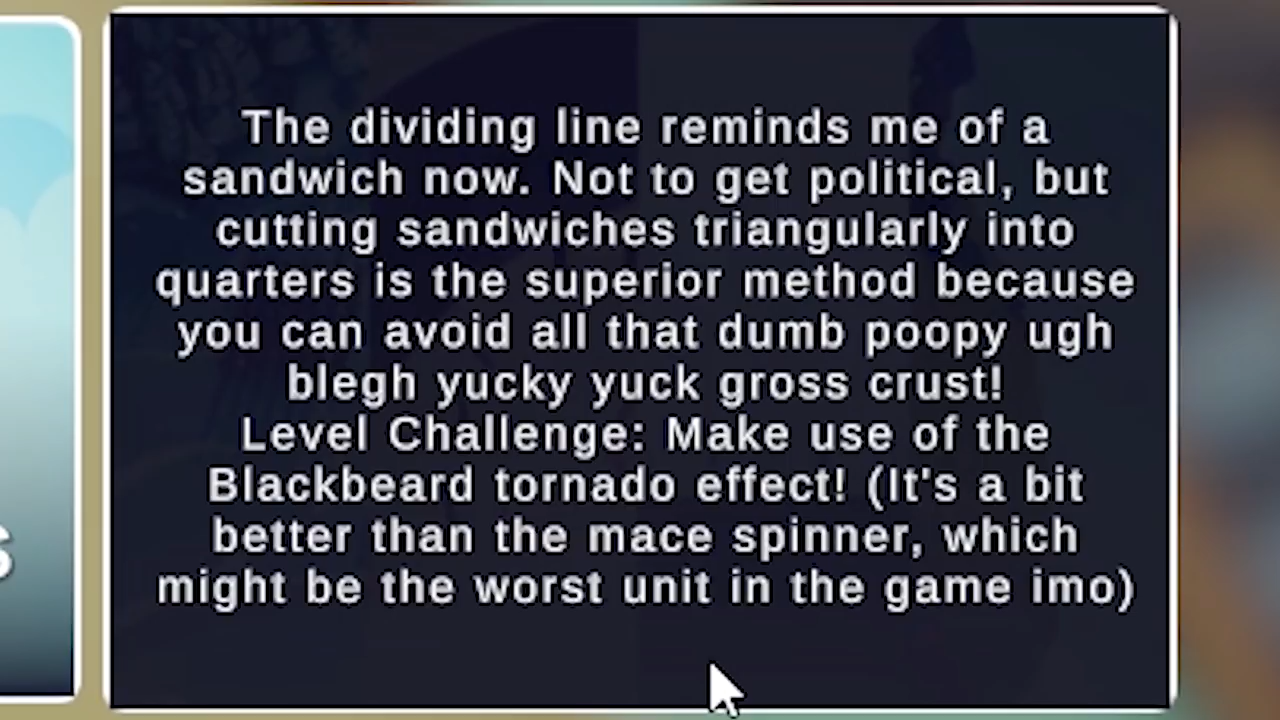 The dividing line reminds me of a
sandwich now. Not to get political, but
cutting sandwiches triangularly into
quarters is the superior method because
you can avoid all that dumb poopy ugh
blegh yucky yuck gross crust!
Level Challenge: Make use of the
Blackbeard tornado effect! (It's a bit
better than the mace spinner, which
might be the worst unit in the game imo)